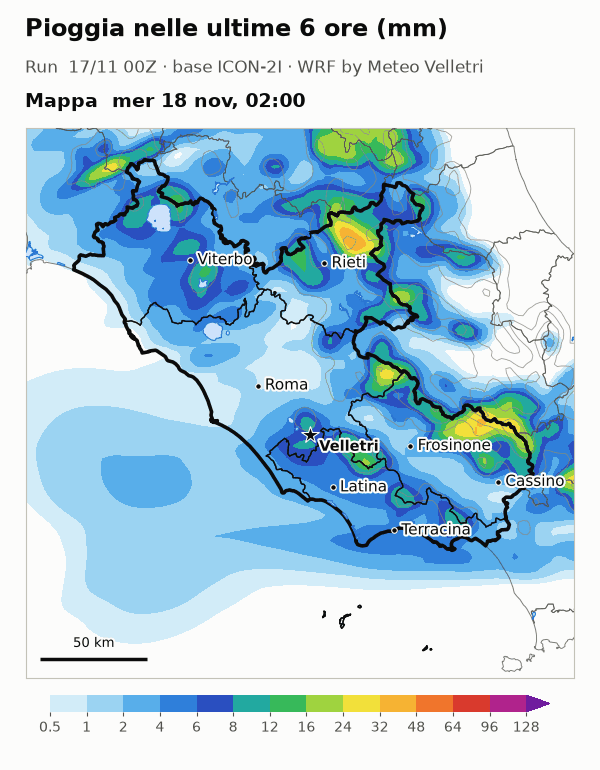 Pioggia nelle ultime 6 ore (mm)
Run  17/11 00Z · base ICON-2I · WRF by Meteo Velletri
Mappa  mer 18 nov, 02:00
Viterbo
Rieti
Roma
Velletri
Frosinone
Latina
Cassino
Terracina
50 km
0.5 1 2 4 6 8 12 16 24 32 48 64 96 128